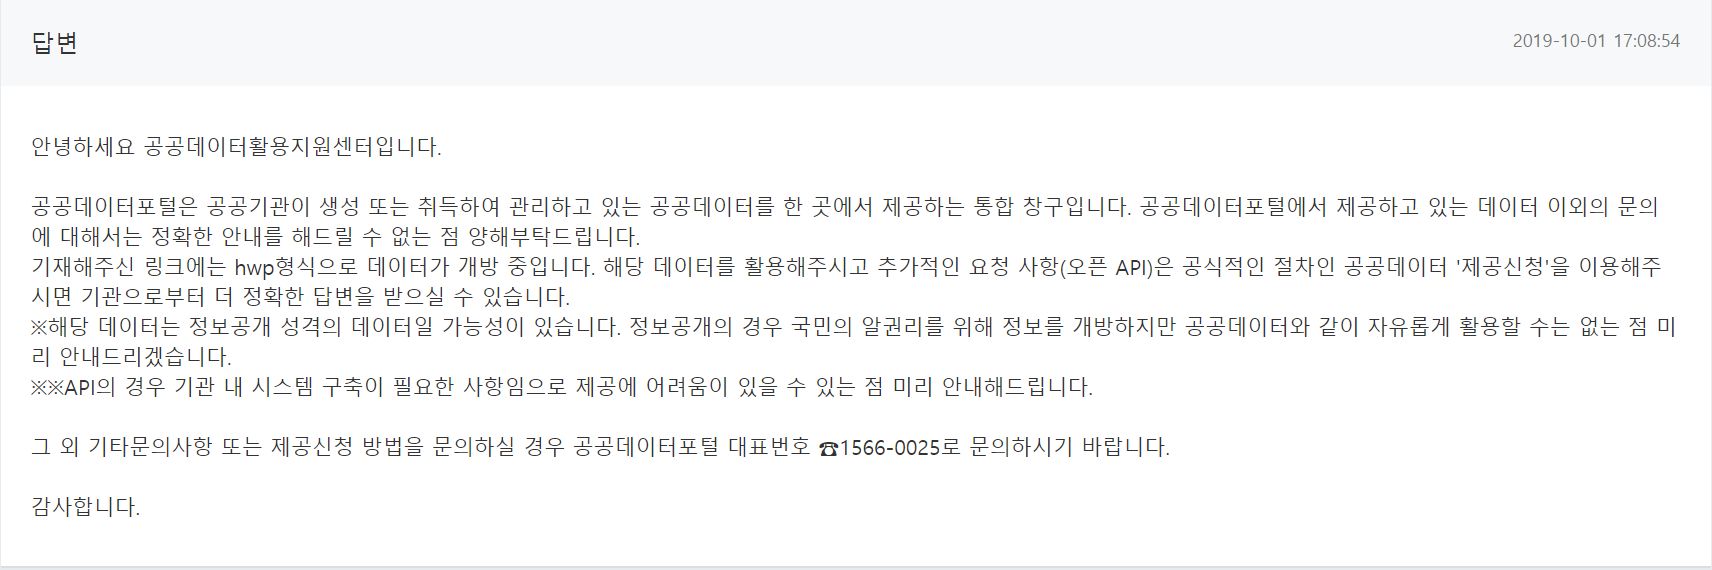 답변
2019-10-01 17:08:54
안녕하세요 공공데이터활용지원센터입니다.
공공데이터포털은 공공기관이 생성 또는 취득하여 관리하고 있는 공공데이터를 한 곳에서 제공하는 통합 창구입니다. 공공데이터포털에서 제공하고 있는 데이터 이외의 문의
에 대해서는 정확한 안내를 해드릴 수 없는 점 양해부탁드립니다.
기재해주신 링크에는 hwp형식으로 데이터가 개방 중입니다. 해당 데이터를 활용해주시고 추가적인 요청 사항(오픈 API)은 공식적인 절차인 공공데이터 '제공신청'을 이용해주
시면 기관으로부터 더 정확한 답변을 받으실 수 있습니다.
※해당 데이터는 정보공개 성격의 데이터일 가능성이 있습니다. 정보공개의 경우 국민의 알권리를 위해 정보를 개방하지만 공공데이터와 같이 자유롭게 활용할 수는 없는 점 미
리 안내드리겠습니다.
※※API의 경우 기관 내 시스템 구축이 필요한 사항임으로 제공에 어려움이 있을 수 있는 점 미리 안내해드립니다.
그 외 기타문의사항 또는 제공신청 방법을 문의하실 경우 공공데이터포털 대표번호 ☎1566-0025로 문의하시기 바랍니다.
감사합니다.